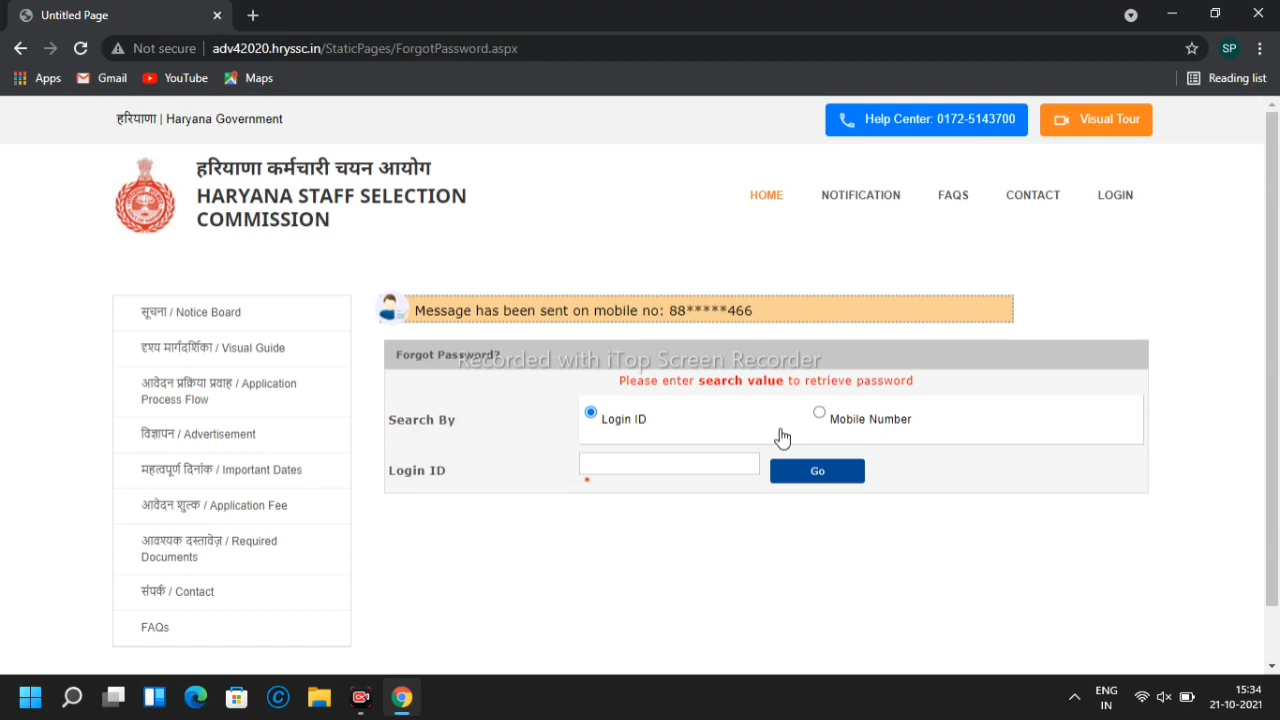 Untitled Page
Not secure adv42020.hryssc.in/StaticPages/ForgotPassword.aspx
SP
Apps Gmail YouTube Maps Reading list
हरियाणा | Haryana Government
Help Center: 0172-5143700 Visual Tour
हरियाणा कर्मचारी चयन आयोग
HARYANA STAFF SELECTION
COMMISSION
HOME NOTIFICATION FAQS CONTACT LOGIN
सूचना / Notice Board
दृश्य मार्गदर्शिका / Visual Guide
आवेदन प्रक्रिया प्रवाह / Application
Process Flow
विज्ञापन / Advertisement
महत्वपूर्ण दिनांक / Important Dates
आवेदन शुल्क / Application Fee
आवश्यक दस्तावेज़ / Required
Documents
संपर्क / Contact
FAQs
Message has been sent on mobile no: 88*****466
Forgot Password?
Recorded with iTop Screen Recorder
Please enter search value to retrieve password
Search By Login ID Mobile Number
Login ID Go
*
ENG
IN
15:34
21-10-2021